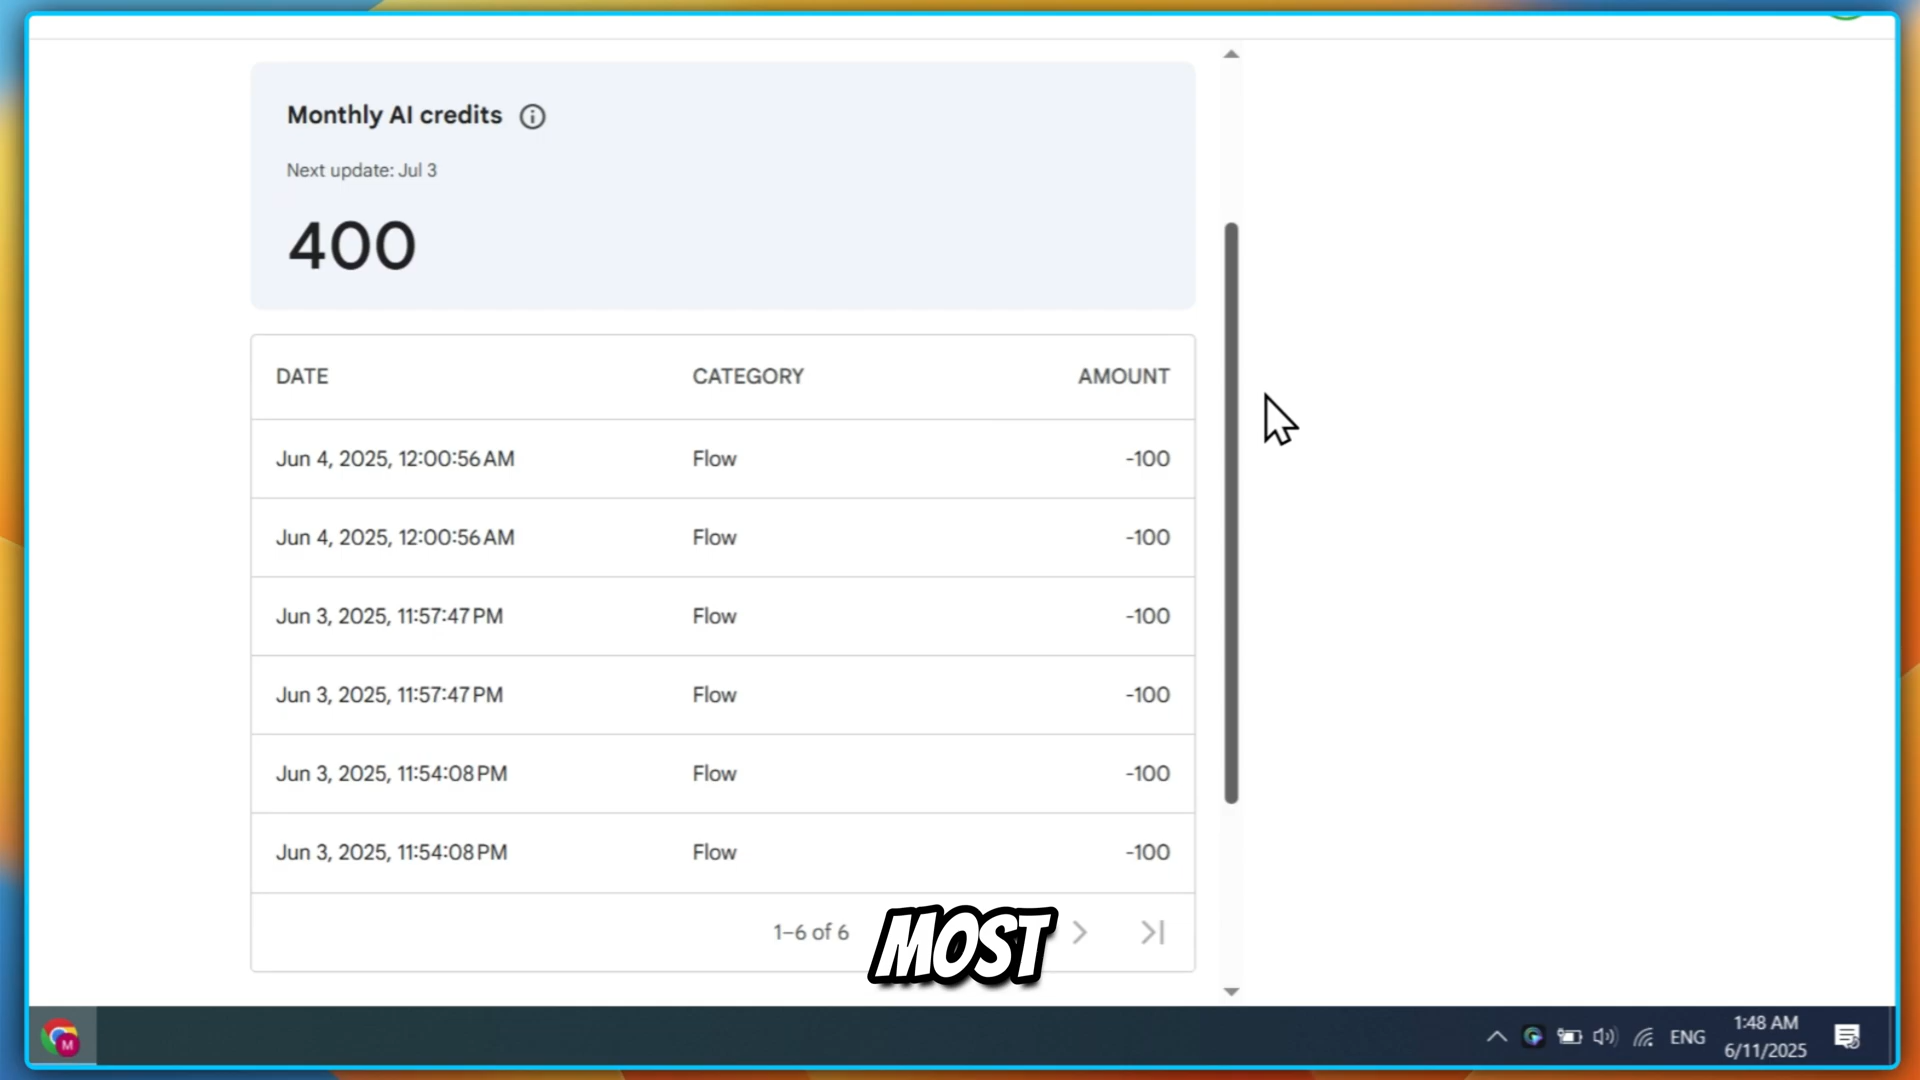 Monthly AI credits
Next update: Jul 3
400
DATE CATEGORY AMOUNT
Jun 4, 2025, 12:00:56 AM Flow -100
Jun 4, 2025, 12:00:56 AM Flow -100
Jun 3, 2025, 11:57:47 PM Flow -100
Jun 3, 2025, 11:57:47 PM Flow -100
Jun 3, 2025, 11:54:08 PM Flow -100
Jun 3, 2025, 11:54:08 PM Flow -100
1–6 of 6
MOST
M
ENG
1:48 AM
6/11/2025